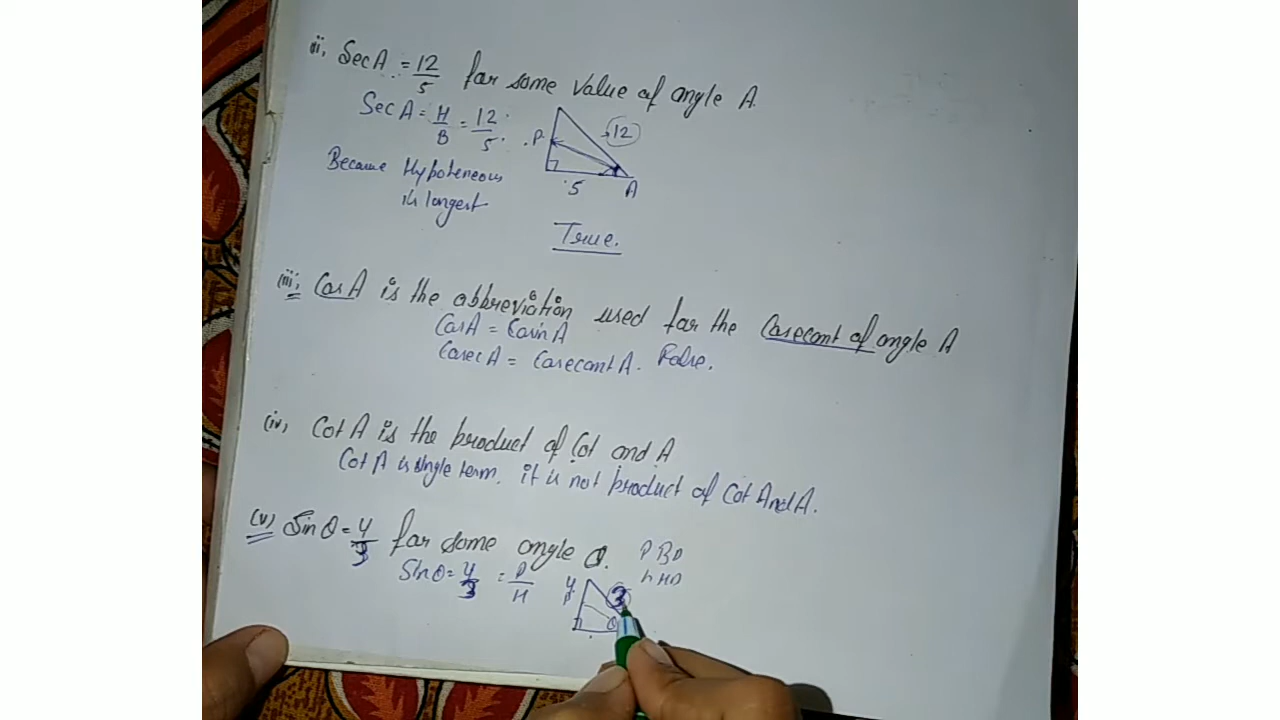 ii, Sec A = 12/5 for some value of angle A.
Sec A = H/B = 12/5
P 12
5 A
Because Hypoteneous
is longest
True.
(iii) Cos A is the abbreviation used for the Cosecant of angle A
Cos A = Cosin A
Cosec A = Cosecant A. False.
(iv) Cot A is the product of Cot and A
Cot A is single term. it is not product of Cot And A.
(v) Sin θ = 4/3 for some angle θ.
Sin θ = 4/3 = P/H
P B P
h H B
4 3
P θ